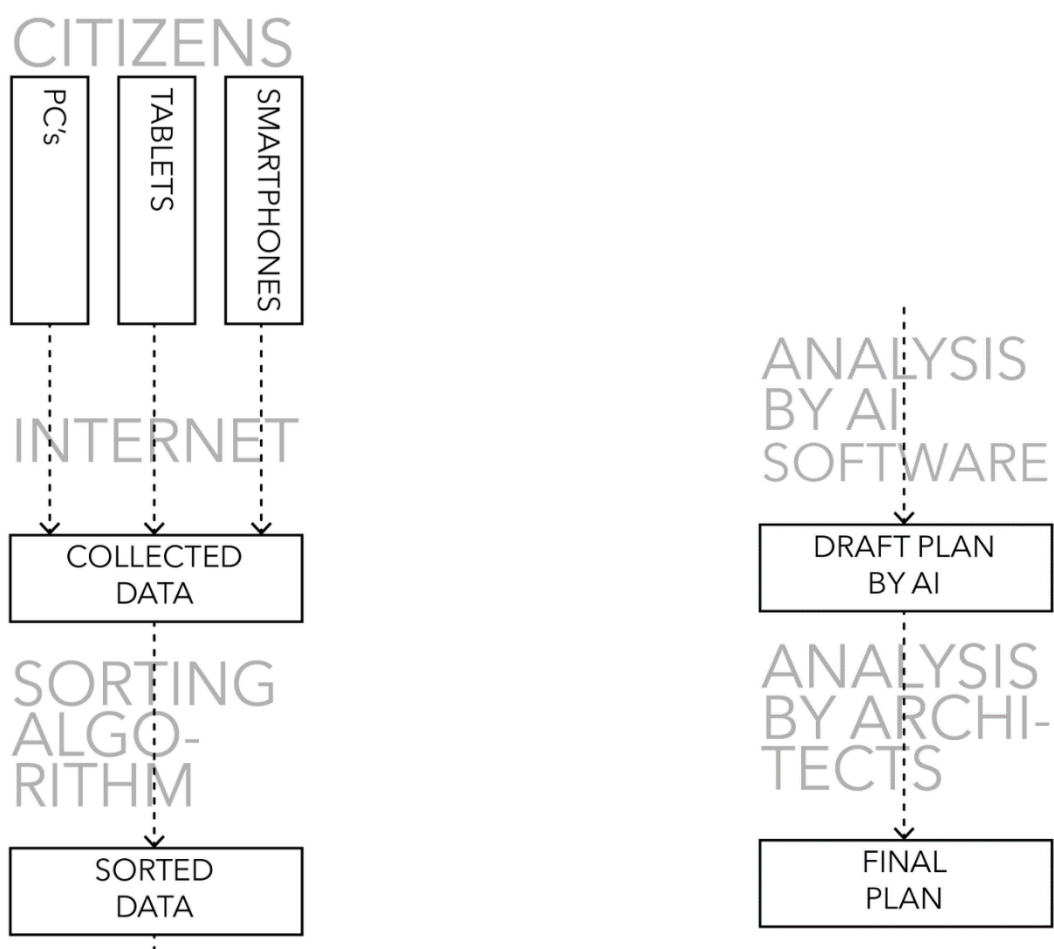 CITIZENS
PC's
TABLETS
SMARTPHONES
INTERNET
COLLECTED
DATA
SORTING
ALGO-
RITHM
SORTED
DATA
ANALYSIS
BY AI
SOFTWARE
DRAFT PLAN
BY AI
ANALYSIS
BY ARCHI-
TECTS
FINAL
PLAN